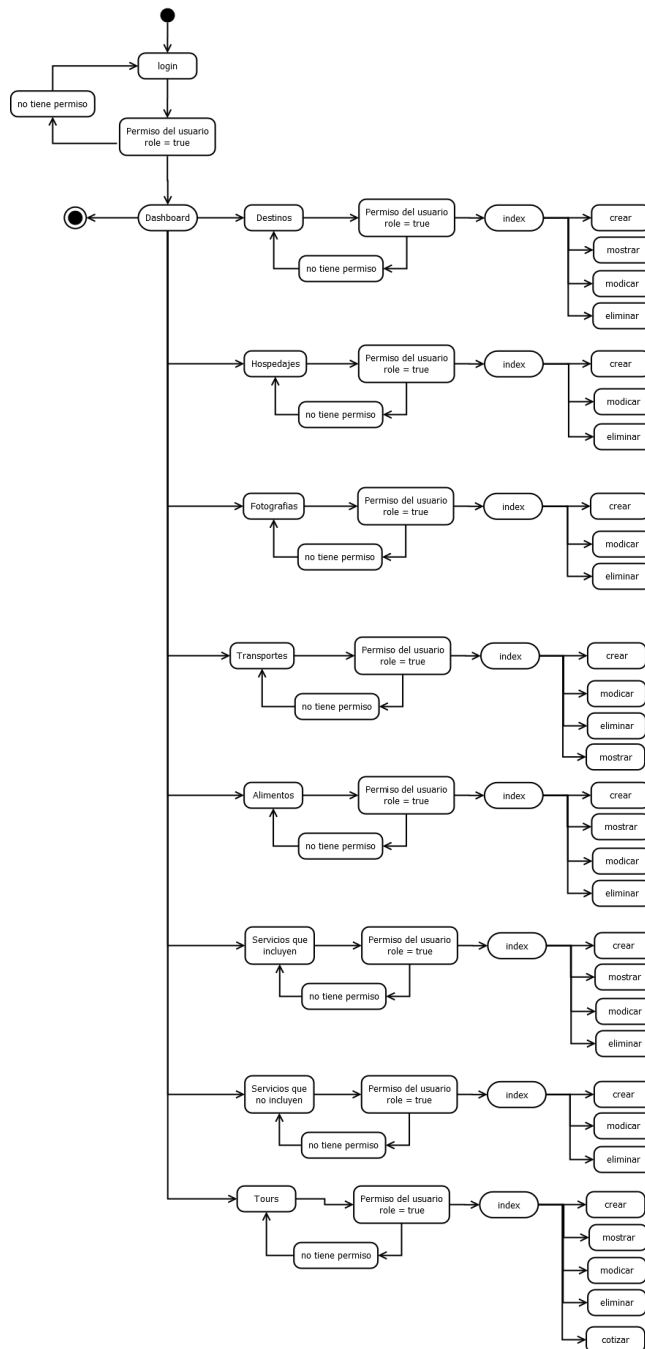 login
no tiene permiso
Permiso del usuario
role = true
Dashboard
Destinos
Permiso del usuario
role = true
index
crear
mostrar
modicar
eliminar
no tiene permiso
Hospedajes
Permiso del usuario
role = true
index
crear
modicar
eliminar
no tiene permiso
Fotografias
Permiso del usuario
role = true
index
crear
modicar
eliminar
no tiene permiso
Transportes
Permiso del usuario
role = true
index
crear
modicar
eliminar
mostrar
no tiene permiso
Alimentos
Permiso del usuario
role = true
index
crear
mostrar
modicar
eliminar
no tiene permiso
Servicios que
incluyen
Permiso del usuario
role = true
index
crear
mostrar
modicar
eliminar
no tiene permiso
Servicios que
no incluyen
Permiso del usuario
role = true
index
crear
modicar
eliminar
no tiene permiso
Tours
Permiso del usuario
role = true
index
crear
mostrar
modicar
eliminar
cotizar
no tiene permiso